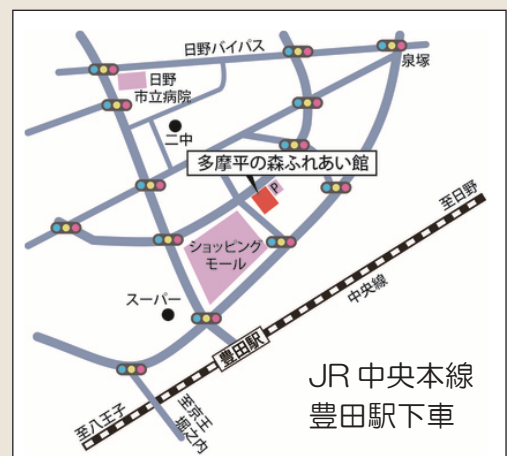 日野バイパス
泉塚
日野
市立病院
二中
多摩平の森ふれあい館
P
至日野
ショッピング
モール
中央線
スーパー
豊田駅
JR 中央本線
豊田駅下車
至八王子
至京王
堀之内